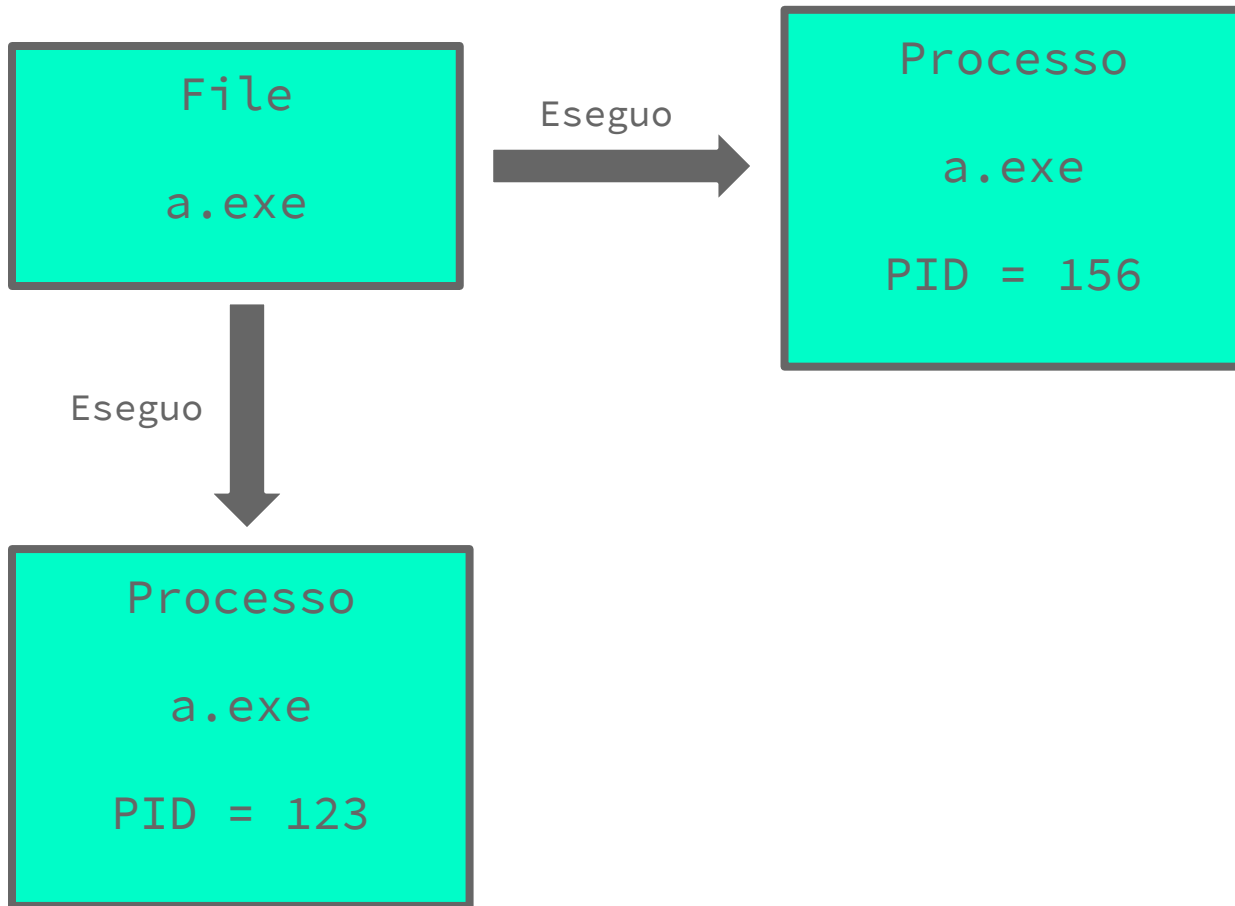 File
a.exe
Eseguo
Processo
a.exe
PID = 156
Eseguo
Processo
a.exe
PID = 123